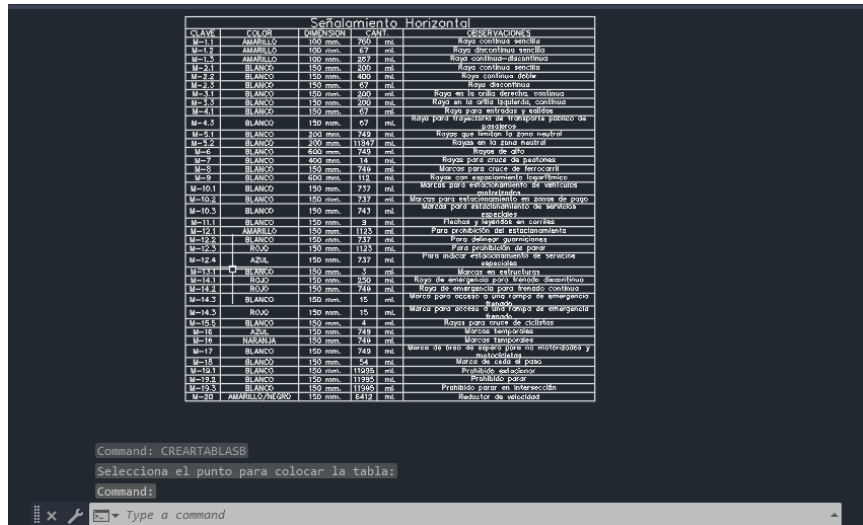 Señalamiento Horizontal
CLAVE COLOR DIMENSION CANT. OBSERVACIONES
M-1.1 AMARILLO 100 mm. 760 mL Raya continua sencilla
M-1.2 AMARILLO 100 mm. 67 mL Raya discontinua sencilla
M-1.3 AMARILLO 100 mm. 267 mL Raya continua-discontinua
M-2.1 BLANCO 150 mm. 200 mL Raya continua sencilla
M-2.2 BLANCO 150 mm. 400 mL Raya continua doble
M-2.3 BLANCO 150 mm. 67 mL Raya discontinua
M-3.1 BLANCO 150 mm. 200 mL Raya en la orilla derecha, continua
M-3.3 BLANCO 150 mm. 200 mL Raya en la orilla izquierda, continua
M-4.1 BLANCO 150 mm. 67 mL Raya para entradas y salidas
M-4.3 BLANCO 150 mm. 67 mL Raya para trayectoria de transporte público de
pasajeros
M-5.1 BLANCO 200 mm. 749 mL Rayas que limitan la zona neutral
M-5.2 BLANCO 200 mm. 11847 mL Rayas en la zona neutral
M-6 BLANCO 600 mm. 749 mL Rayas de alto
M-7 BLANCO 400 mm. 14 mL Rayas para cruce de peatones
M-8 BLANCO 150 mm. 749 mL Marcas para cruce de ferrocarril
M-9 BLANCO 600 mm. 112 mL Rayas con espaciamiento logarítmico
M-10.1 BLANCO 150 mm. 737 mL Marcas para estacionamiento de vehículos
motorizados
M-10.2 BLANCO 150 mm. 737 mL Marcas para estacionamiento en zonas de pago
M-10.3 BLANCO 150 mm. 743 mL Marcas para estacionamiento de servicios
especiales
M-11.1 BLANCO 150 mm. 3 mL Flechas y leyendas en carriles
M-12.1 AMARILLO 150 mm. 1123 mL Para prohibición del estacionamiento
M-12.2 BLANCO 150 mm. 737 mL Para delinear guarniciones
M-12.3 ROJO 150 mm. 1123 mL Para prohibición de parar
M-12.4 AZUL 150 mm. 737 mL Para indicar estacionamiento de servicios
especiales
M-13.1 BLANCO 150 mm. 3 mL Marcas en estructuras
M-14.1 ROJO 150 mm. 250 mL Raya de emergencia para frenado discontinua
M-14.2 ROJO 150 mm. 749 mL Raya de emergencia para frenado continua
M-14.3 BLANCO 150 mm. 15 mL Marca para acceso a una rampa de emergencia
frenado
M-14.3 ROJO 150 mm. 15 mL Marca para acceso a una rampa de emergencia
frenado
M-15.5 BLANCO 150 mm. 4 mL Rayas para cruce de ciclistas
M-16 AZUL 150 mm. 749 mL Marcas temporales
M-16 NARANJA 150 mm. 749 mL Marcas temporales
M-17 BLANCO 150 mm. 749 mL Marca de área de espera para no motorizados y
motocicletas
M-18 BLANCO 150 mm. 54 mL Marca de ceda el paso
M-19.1 BLANCO 150 mm. 11995 mL Prohibido estacionar
M-19.2 BLANCO 150 mm. 11995 mL Prohibido parar
M-19.3 BLANCO 150 mm. 11995 mL Prohibido parar en intersección
M-20 AMARILLO/NEGRO 150 mm. 6412 mL Reductor de velocidad
Command: CREARTABLASB
Selecciona el punto para colocar la tabla:
Command:
Type a command